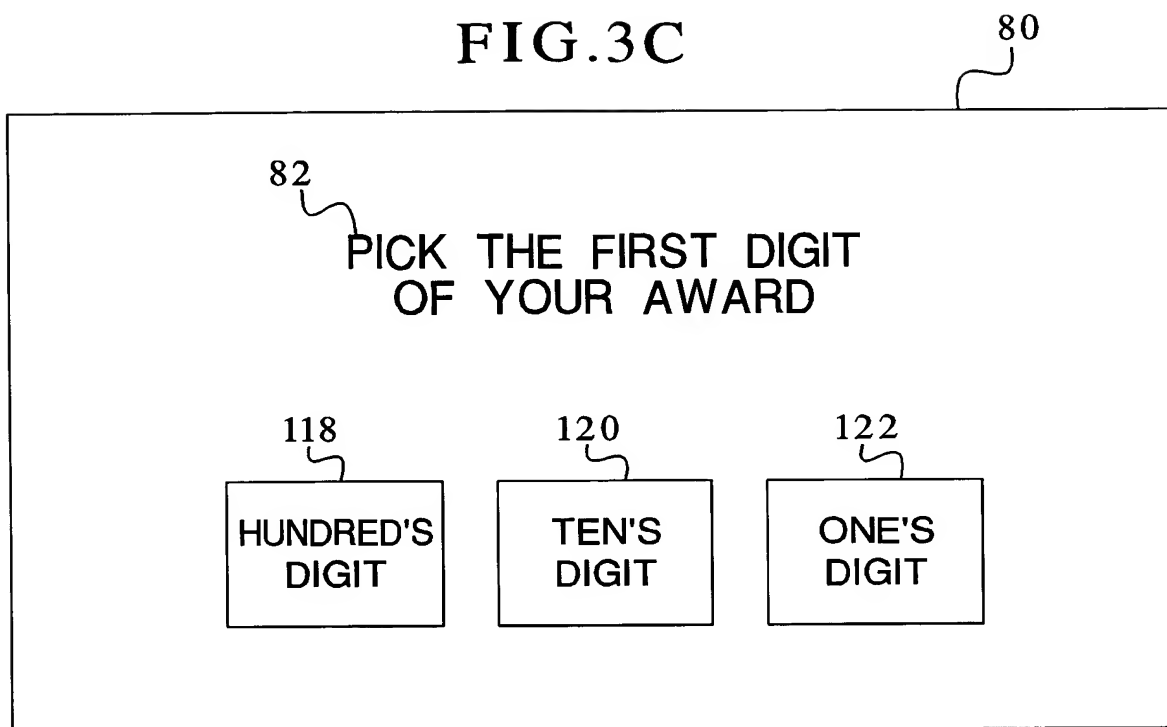 FIG.3C
80
82
PICK THE FIRST DIGIT
OF YOUR AWARD
118
120
122
HUNDRED'S
DIGIT
TEN'S
DIGIT
ONE'S
DIGIT